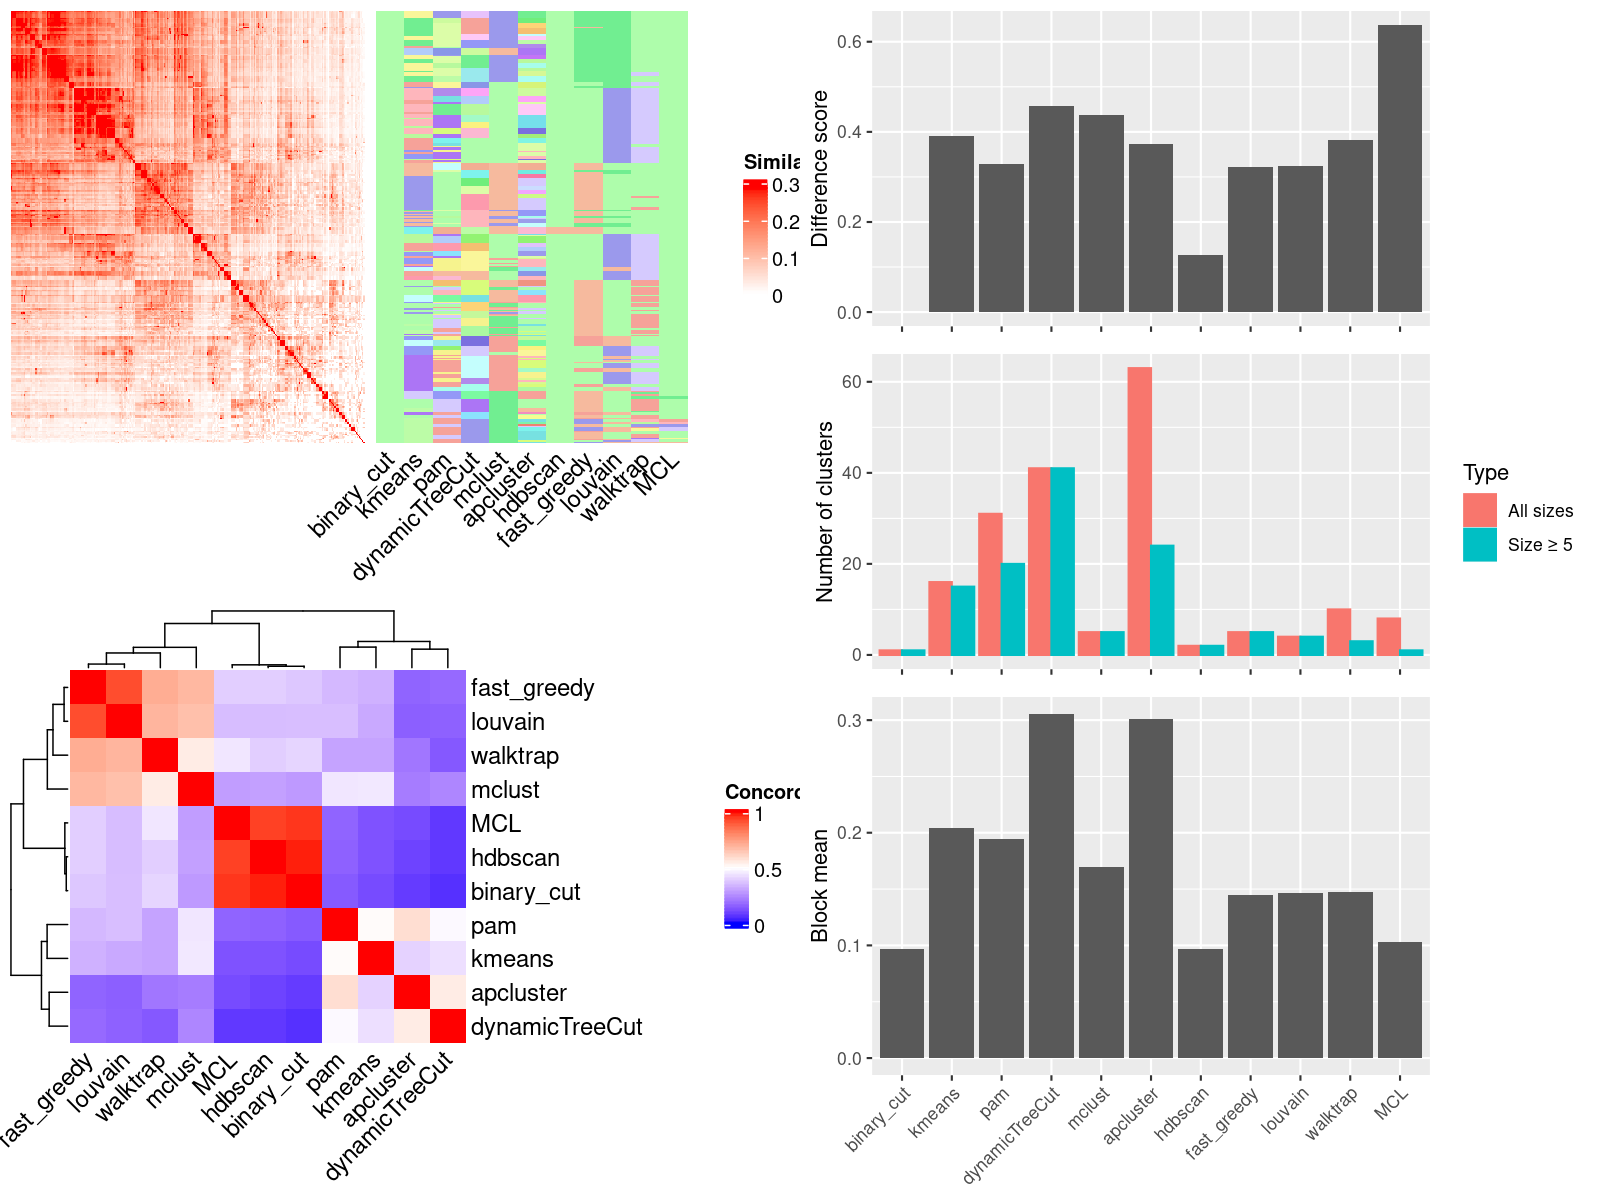 Simila
0.3
0.2
0.1
0
binary_cut
kmeans
pam
dynamicTreeCut
mclust
apcluster
hdbscan
fast_greedy
louvain
walktrap
MCL
fast_greedy
louvain
walktrap
mclust
MCL
hdbscan
binary_cut
pam
kmeans
apcluster
dynamicTreeCut
Concord
1
0.5
0
fast_greedy
louvain
walktrap
mclust
MCL
hdbscan
binary_cut
pam
kmeans
apcluster
dynamicTreeCut
Difference score
0.6
0.4
0.2
0.0
Number of clusters
60
40
20
0
Type
All sizes
Size ≥ 5
Block mean
0.3
0.2
0.1
0.0
binary_cut
kmeans
pam
dynamicTreeCut
mclust
apcluster
hdbscan
fast_greedy
louvain
walktrap
MCL